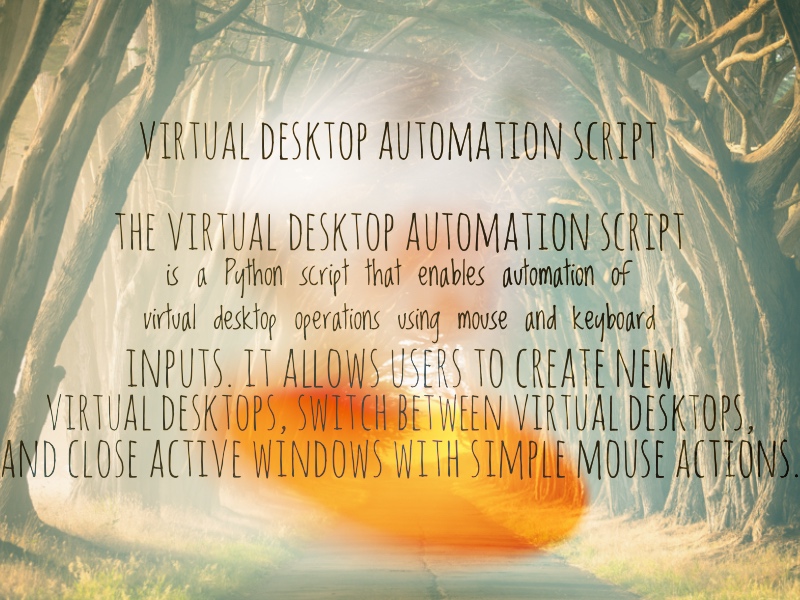 VIRTUAL DESKTOP AUTOMATION SCRIPT
THE VIRTUAL DESKTOP AUTOMATION SCRIPT
is a Python script that enables automation of
virtual desktop operations using mouse and keyboard
INPUTS. IT ALLOWS USERS TO CREATE NEW
VIRTUAL DESKTOPS, SWITCH BETWEEN VIRTUAL DESKTOPS,
AND CLOSE ACTIVE WINDOWS WITH SIMPLE MOUSE ACTIONS.